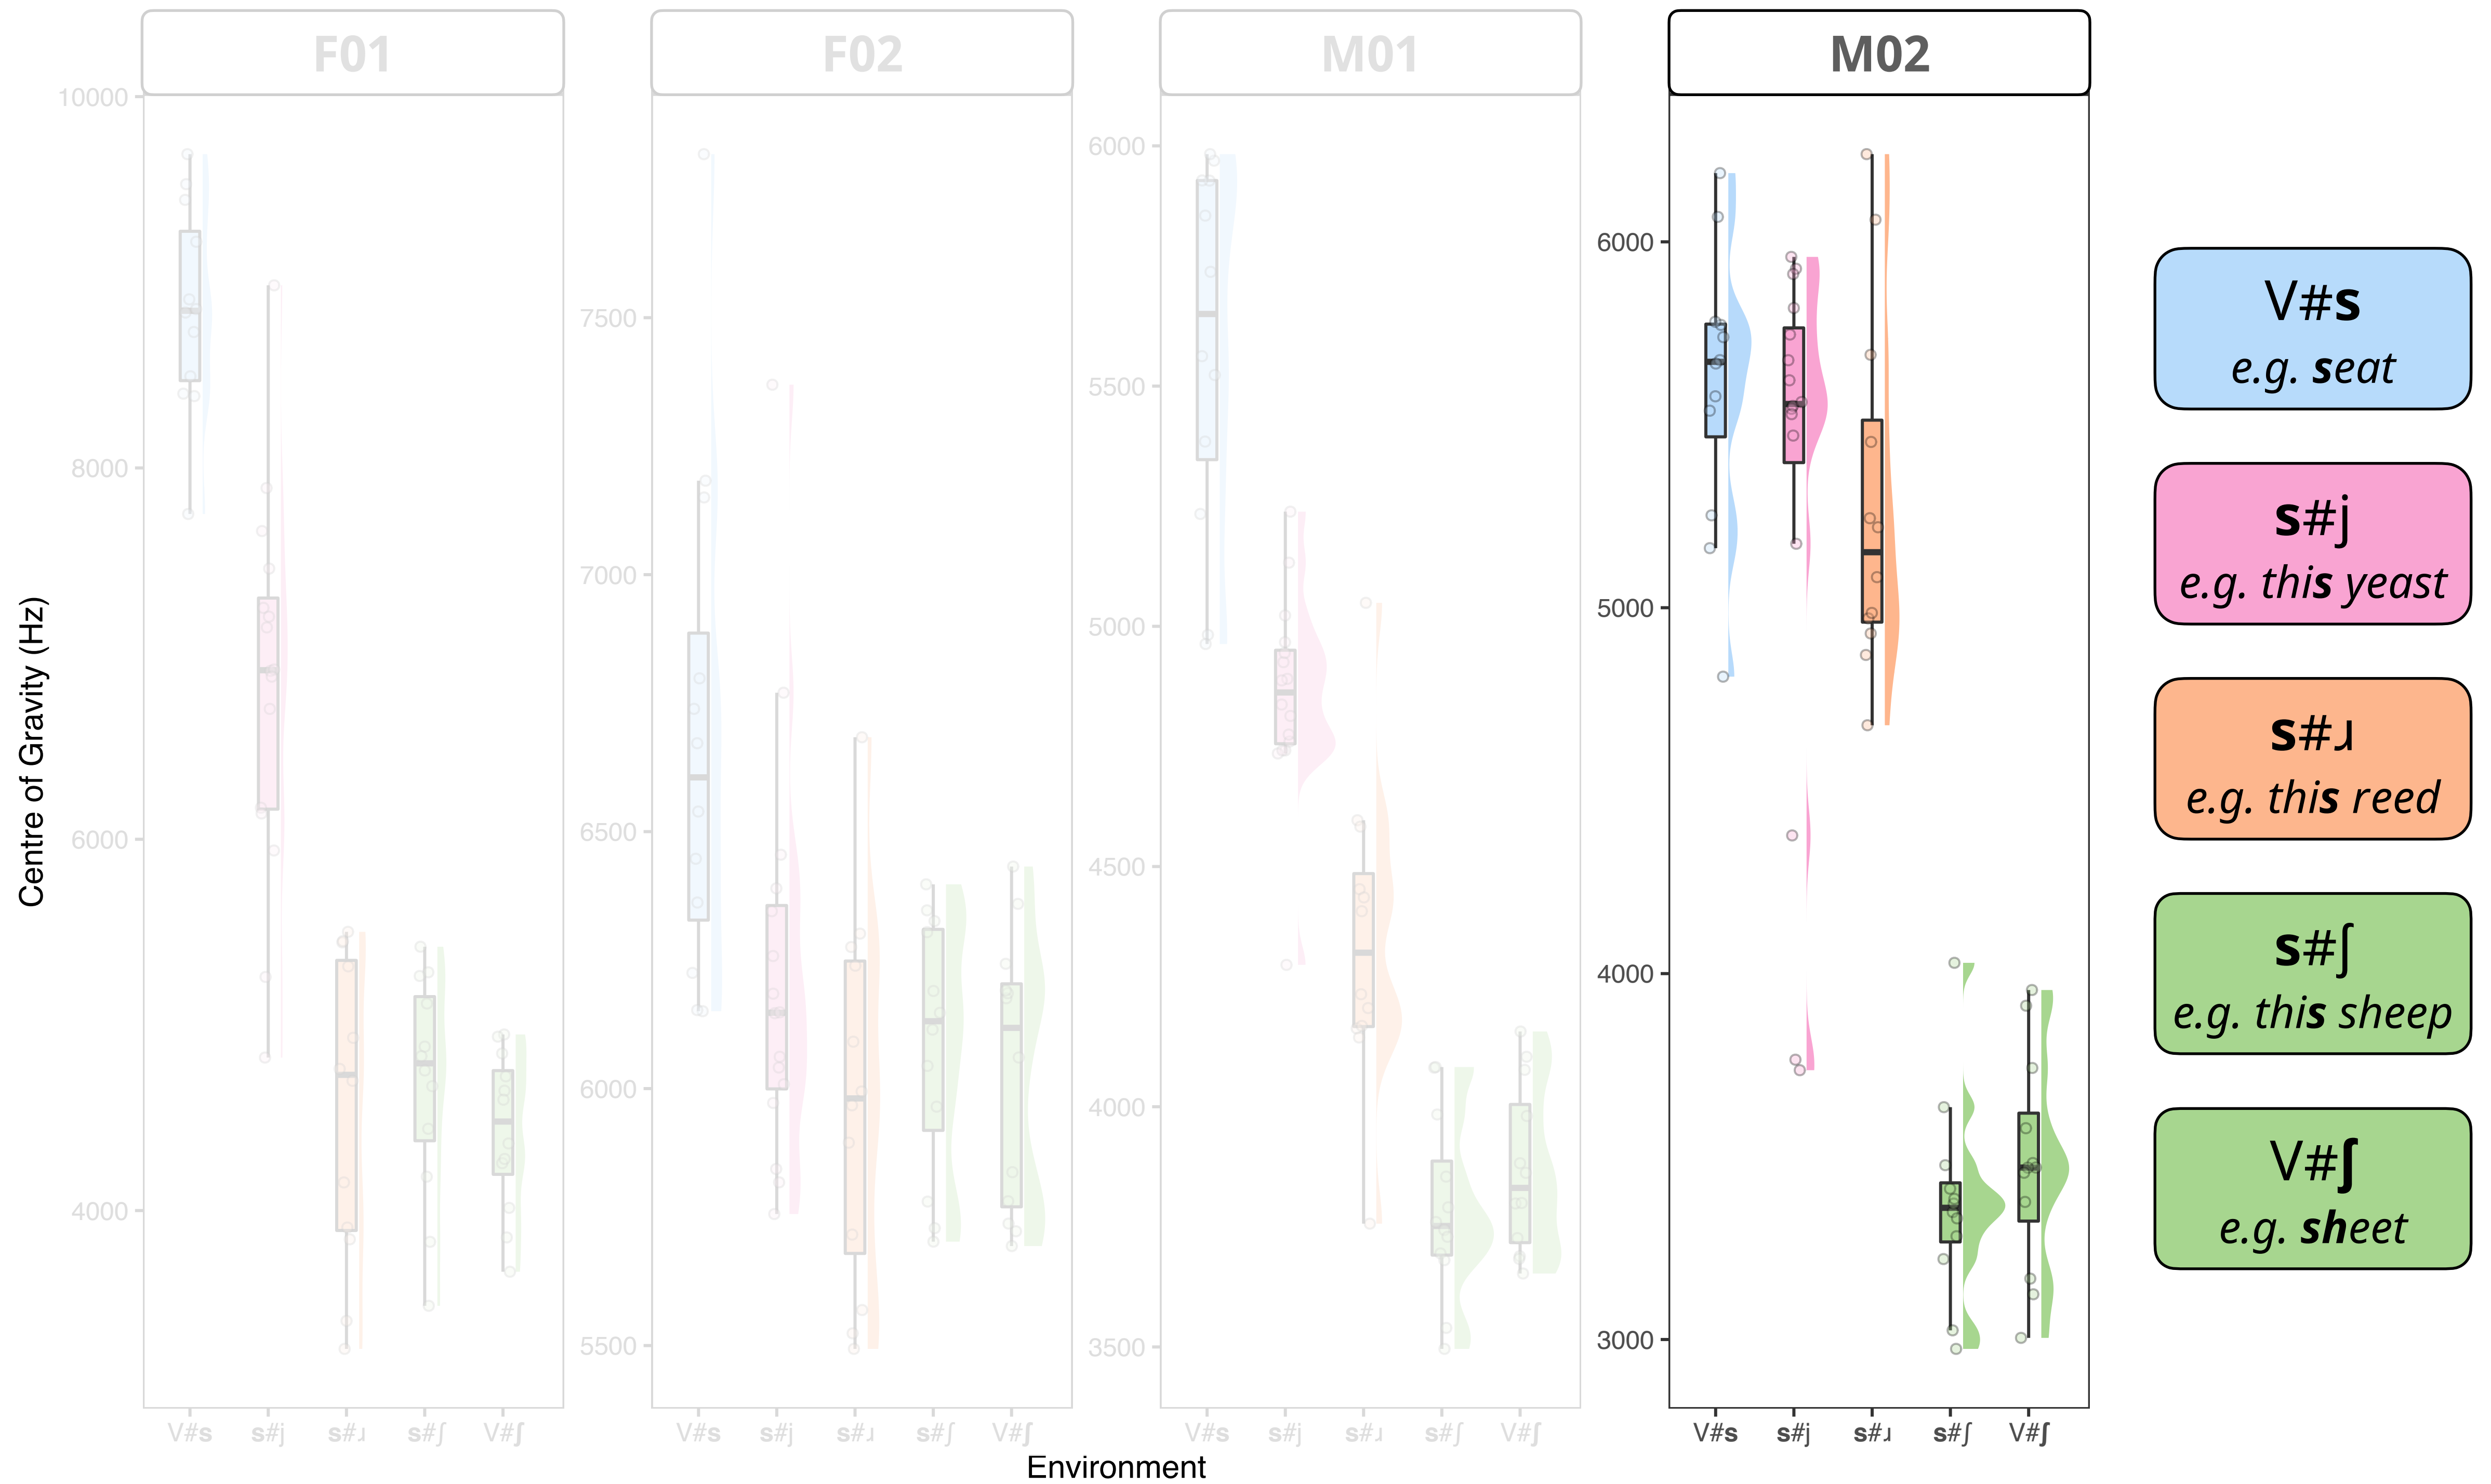 F01
F02
M01
M02
10000
8000
6000
4000
7500
7000
6500
6000
5500
6000
5500
5000
4500
4000
3500
6000
5000
4000
3000
Centre of Gravity (Hz)
V#s s#j s#ɹ s#ʃ V#ʃ
V#s s#j s#ɹ s#ʃ V#ʃ
V#s s#j s#ɹ s#ʃ V#ʃ
V#s s#j s#ɹ s#ʃ V#ʃ
Environment
V#s
e.g. seat
s#j
e.g. this yeast
s#ɹ
e.g. this reed
s#ʃ
e.g. this sheep
V#ʃ
e.g. sheet